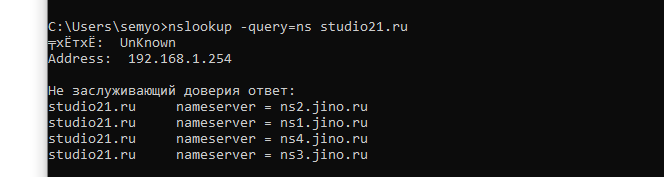 C:\Users\semyo>nslookup -query=ns studio21.ru
╤хЁтхЁ:  UnKnown
Address:  192.168.1.254
Не заслуживающий доверия ответ:
studio21.ru     nameserver = ns2.jino.ru
studio21.ru     nameserver = ns1.jino.ru
studio21.ru     nameserver = ns4.jino.ru
studio21.ru     nameserver = ns3.jino.ru